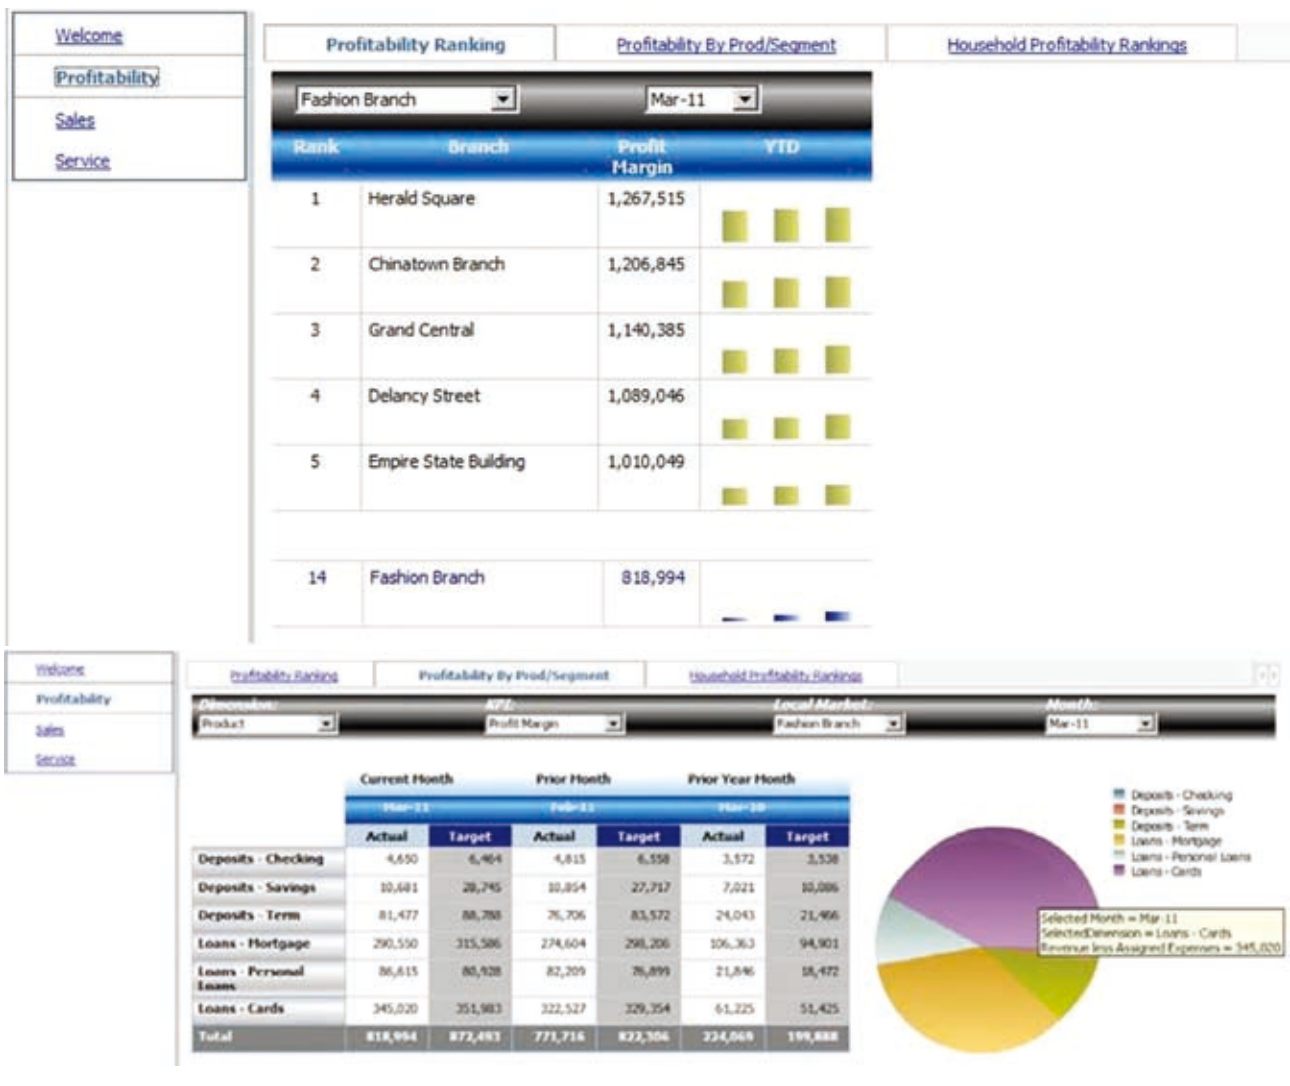 Welcome
Profitability
Sales
Service
Profitability Ranking Profitability By Prod/Segment Household Profitability Rankings
Fashion Branch Mar-11
Rank Branch Profit Margin YTD
1 Herald Square 1,267,515
2 Chinatown Branch 1,206,845
3 Grand Central 1,140,385
4 Delancy Street 1,089,046
5 Empire State Building 1,010,049
14 Fashion Branch 818,994
Welcome
Profitability
Sales
Service
Profitability Ranking Profitability By Prod/Segment Household Profitability Rankings
Dimension: KPI: Local Market: Month:
Product Profit Margin Fashion Branch Mar-11
Current Month Prior Month Prior Year Month
Mar-11 Feb-11 Mar-10
Actual Target Actual Target Actual Target
Deposits - Checking 4,650 6,464 4,815 6,558 3,572 3,538
Deposits - Savings 10,681 28,745 10,854 27,717 7,021 10,086
Deposits - Term 81,477 88,788 76,706 83,572 24,043 21,466
Loans - Mortgage 290,550 315,586 274,604 298,206 106,363 94,901
Loans - Personal Loans 86,615 80,928 82,209 76,899 21,846 18,472
Loans - Cards 345,020 351,983 322,527 329,354 61,225 51,425
Total 818,994 872,493 771,716 822,306 224,069 199,888
Deposits - Checking
Deposits - Savings
Deposits - Term
Loans - Mortgage
Loans - Personal Loans
Loans - Cards
Selected Month = Mar-11
SelectedDimension = Loans - Cards
Revenue less Assigned Expenses = 345,020